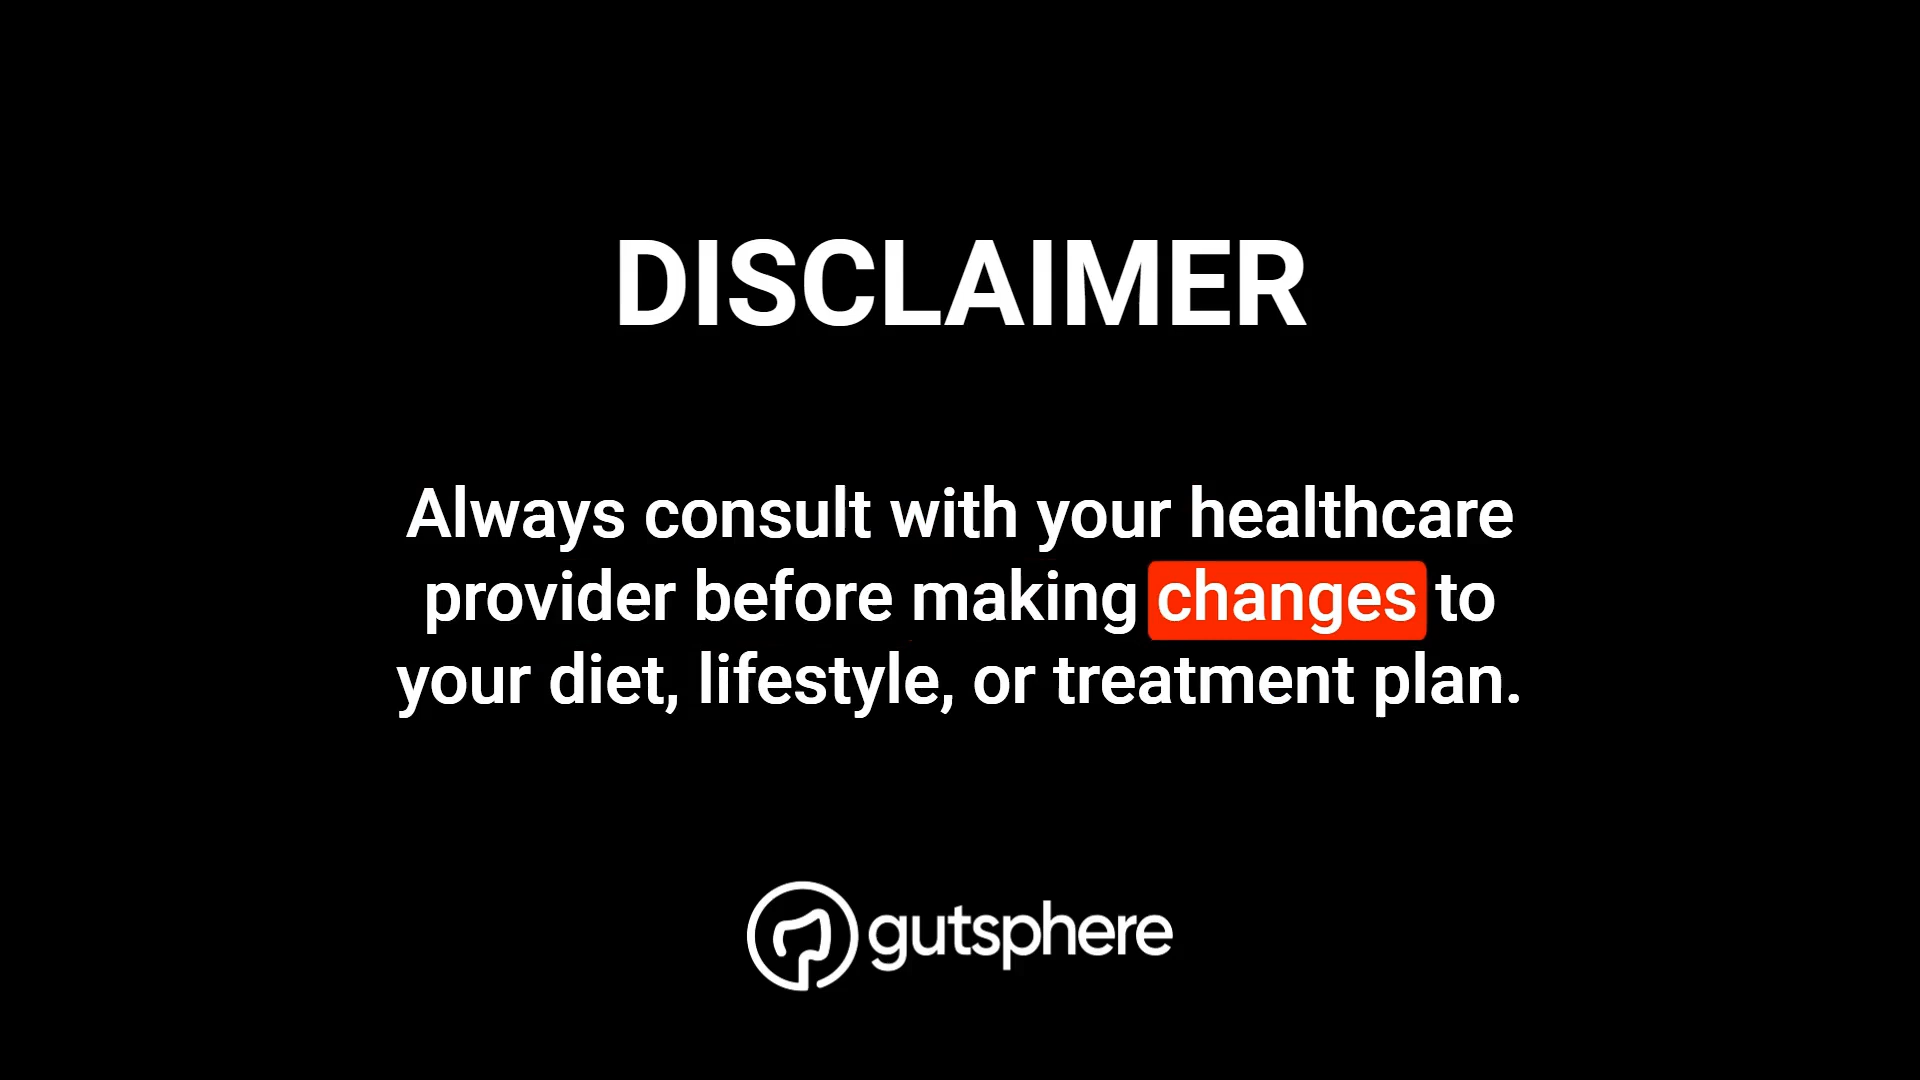 DISCLAIMER
Always consult with your healthcare
provider before making changes to
your diet, lifestyle, or treatment plan.
gutsphere